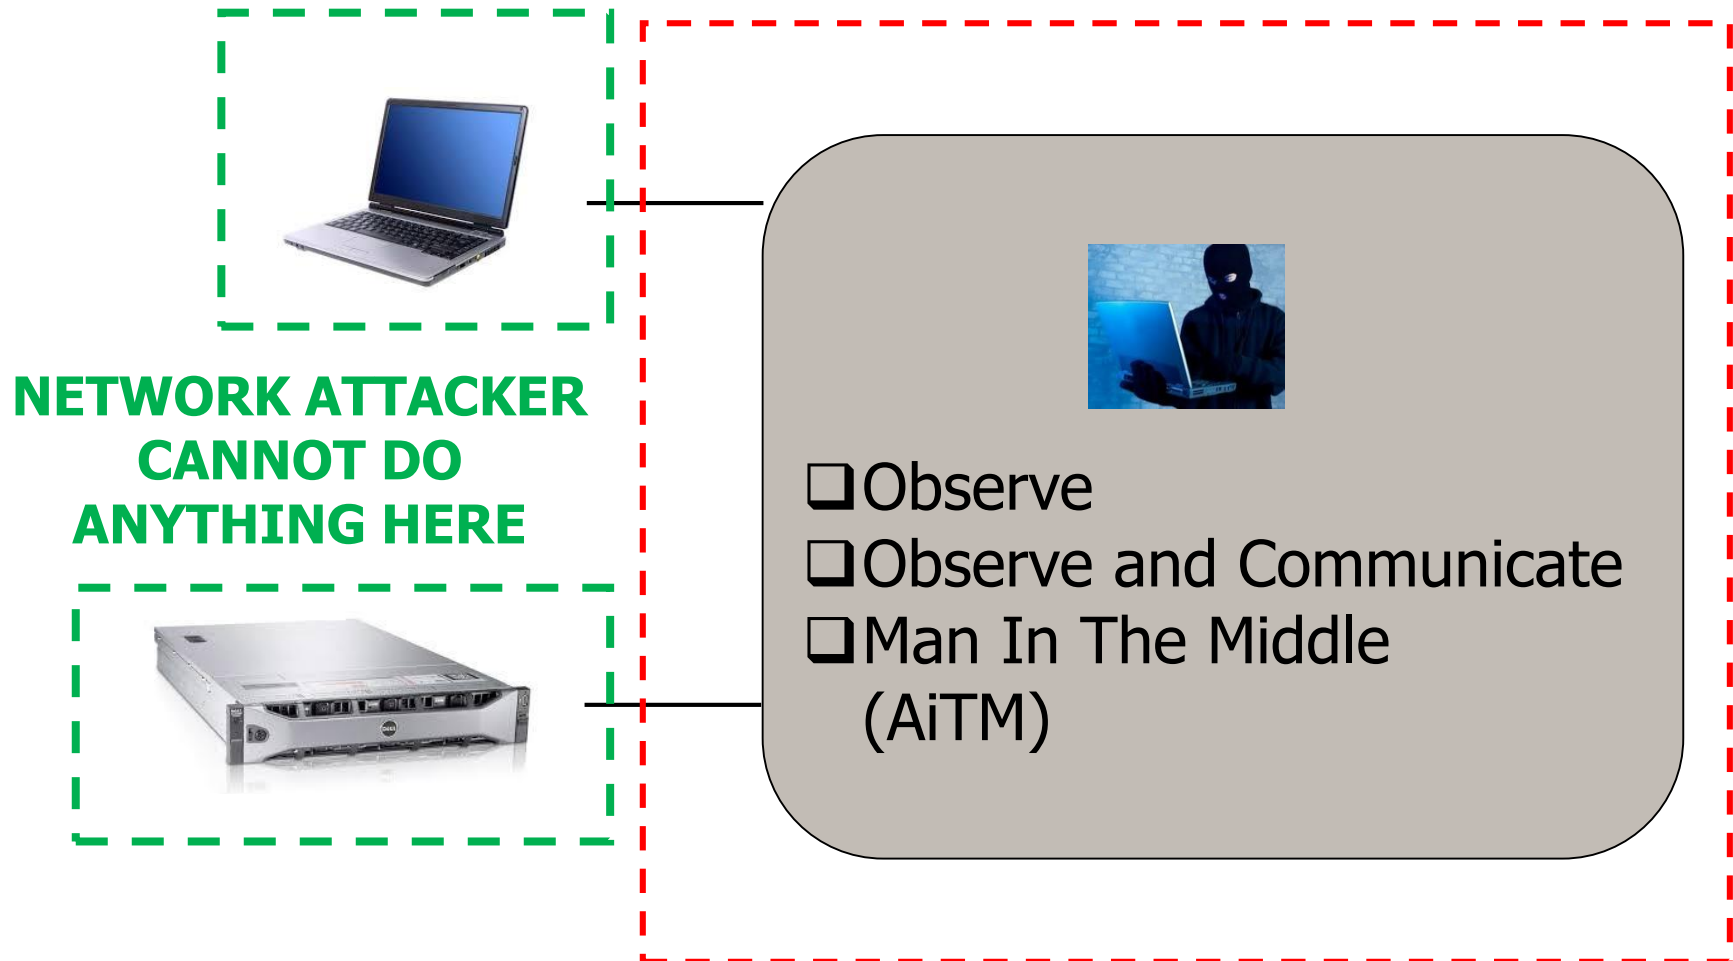 NETWORK ATTACKER
CANNOT DO
ANYTHING HERE
❑Observe
❑Observe and Communicate
❑Man In The Middle
(AiTM)